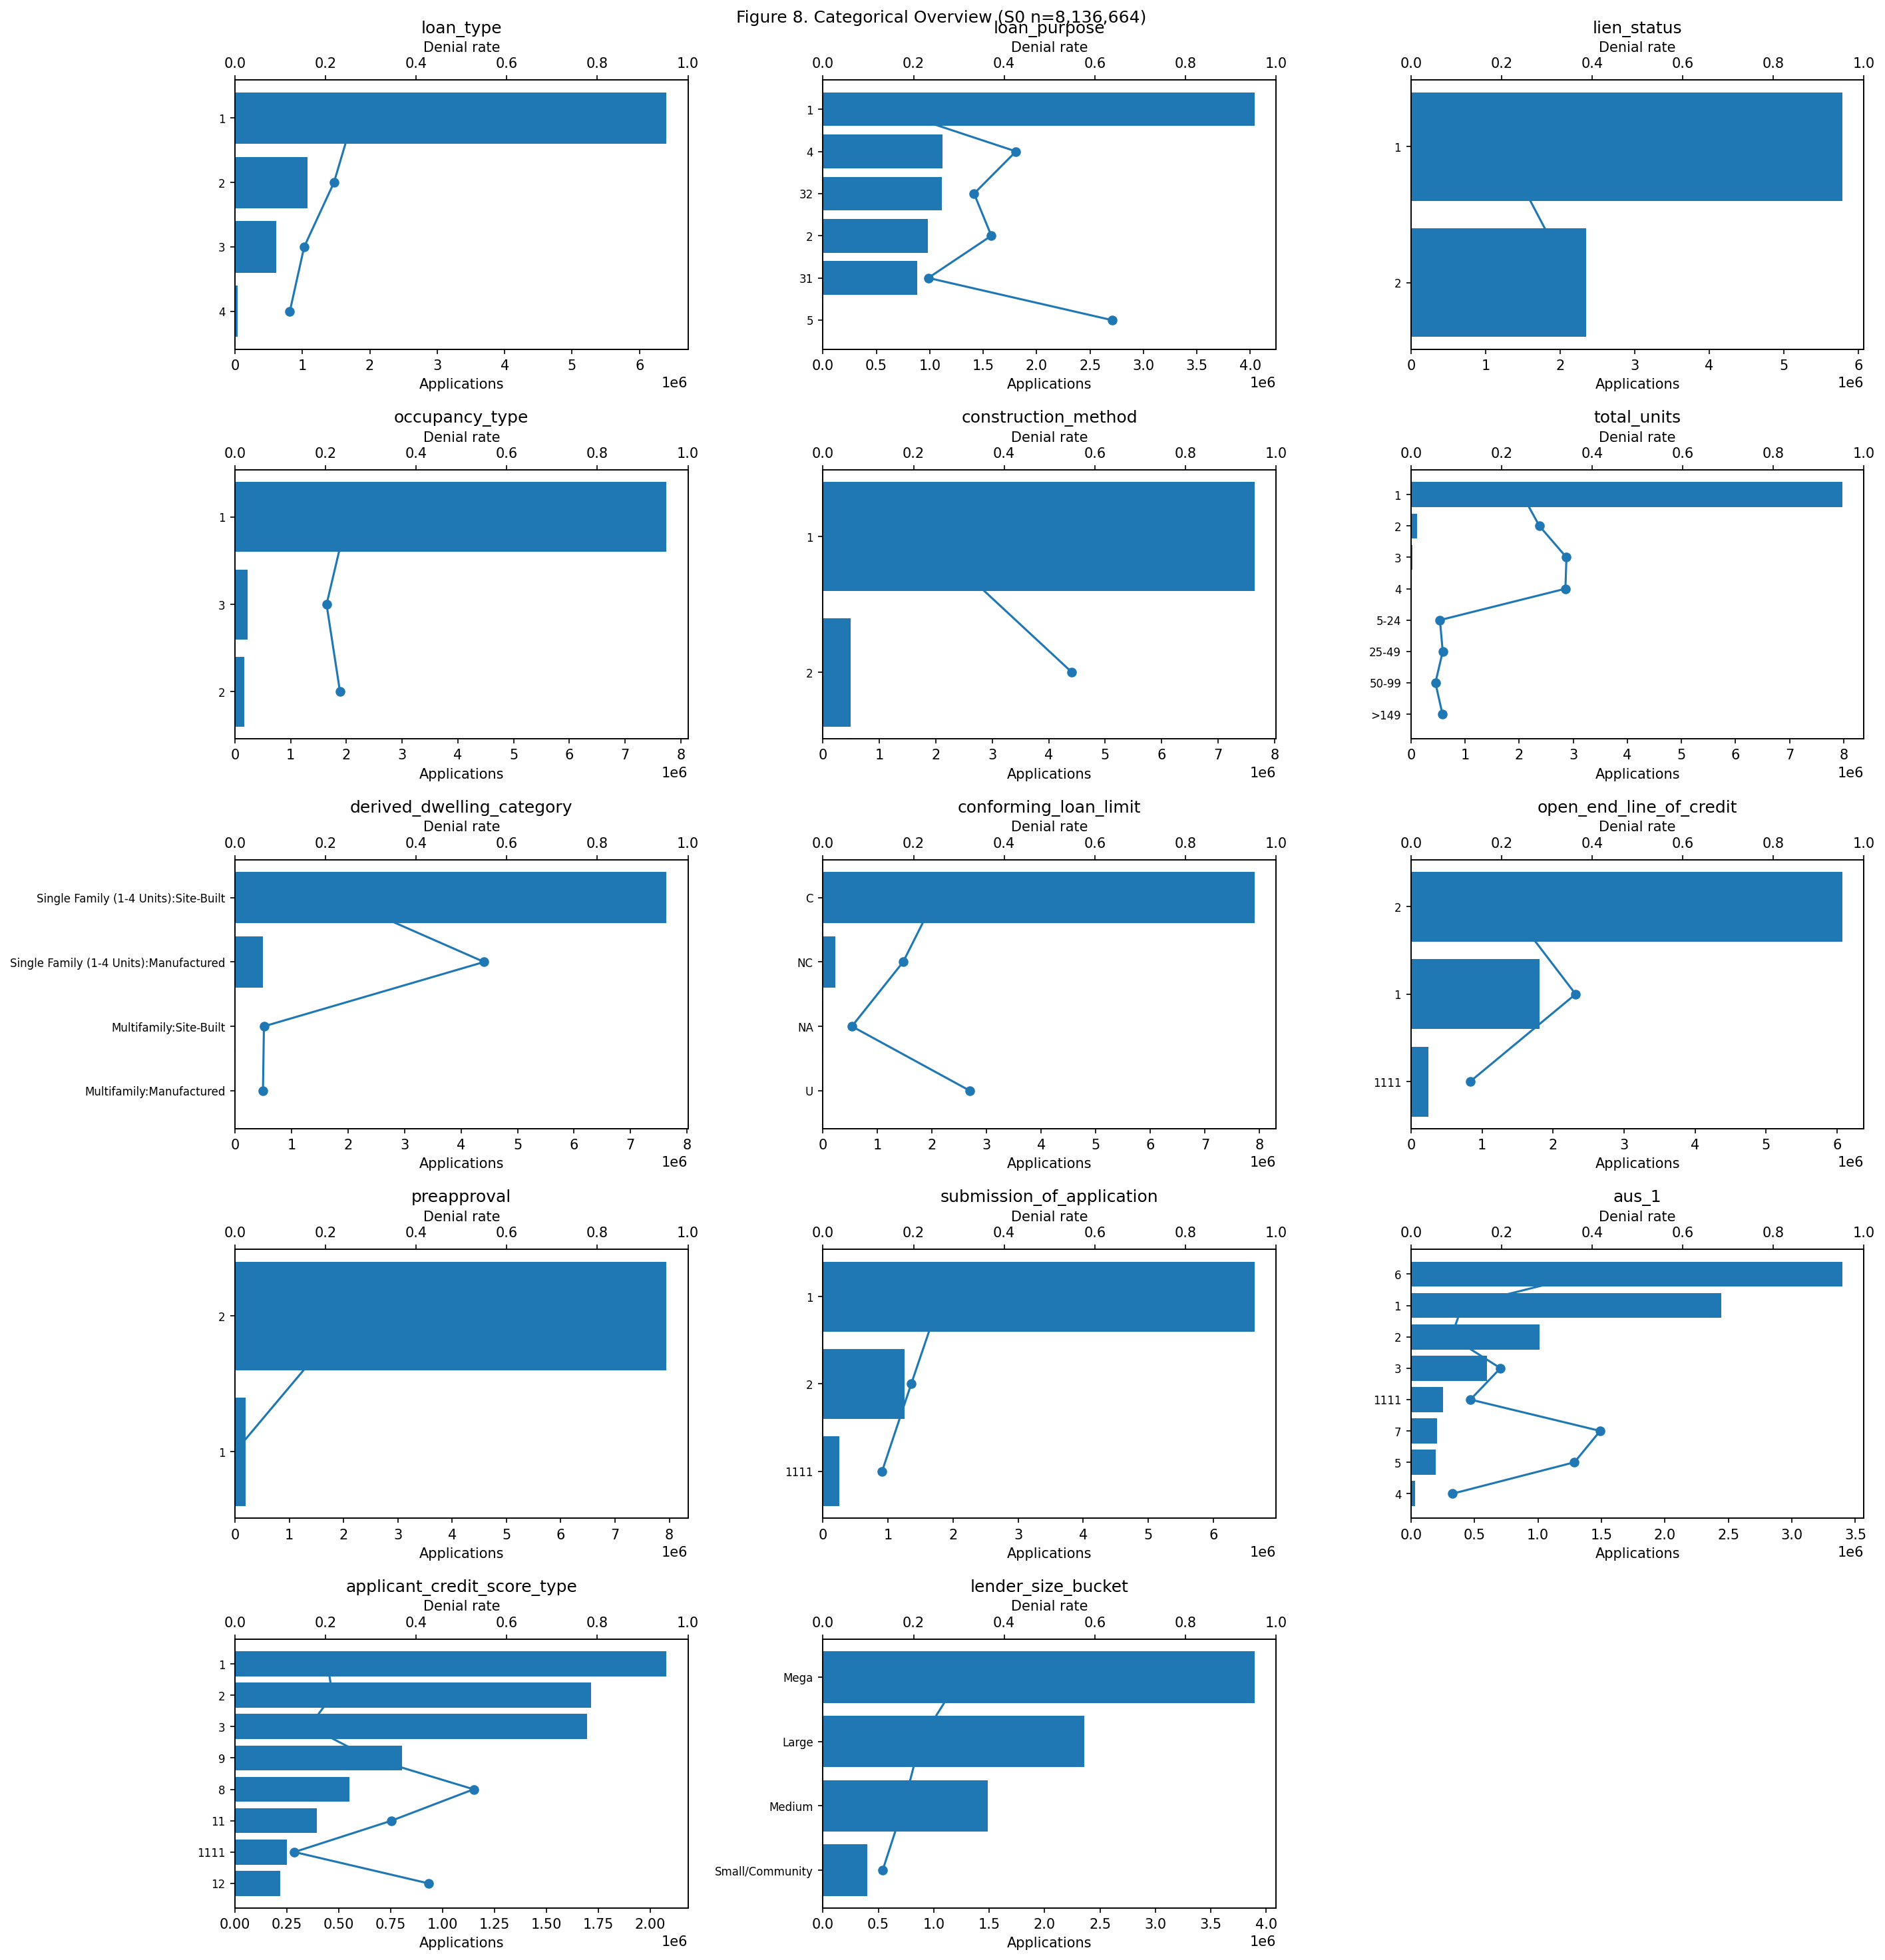 Figure 8. Categorical Overview (S0 n=8,136,664)
loan_type
Denial rate
0.0 0.2 0.4 0.6 0.8 1.0
1
2
3
4
0 1 2 3 4 5 6
1e6
Applications
loan_purpose
Denial rate
0.0 0.2 0.4 0.6 0.8 1.0
1
4
32
2
31
5
0.0 0.5 1.0 1.5 2.0 2.5 3.0 3.5 4.0
1e6
Applications
lien_status
Denial rate
0.0 0.2 0.4 0.6 0.8 1.0
1
2
0 1 2 3 4 5 6
1e6
Applications
occupancy_type
Denial rate
0.0 0.2 0.4 0.6 0.8 1.0
1
3
2
0 1 2 3 4 5 6 7 8
1e6
Applications
construction_method
Denial rate
0.0 0.2 0.4 0.6 0.8 1.0
1
2
0 1 2 3 4 5 6 7 8
1e6
Applications
total_units
Denial rate
0.0 0.2 0.4 0.6 0.8 1.0
1
2
3
4
5-24
25-49
50-99
>149
0 1 2 3 4 5 6 7 8
1e6
Applications
derived_dwelling_category
Denial rate
0.0 0.2 0.4 0.6 0.8 1.0
Single Family (1-4 Units):Site-Built
Single Family (1-4 Units):Manufactured
Multifamily:Site-Built
Multifamily:Manufactured
0 1 2 3 4 5 6 7 8
1e6
Applications
conforming_loan_limit
Denial rate
0.0 0.2 0.4 0.6 0.8 1.0
C
NC
NA
U
0 1 2 3 4 5 6 7 8
1e6
Applications
open_end_line_of_credit
Denial rate
0.0 0.2 0.4 0.6 0.8 1.0
2
1
1111
0 1 2 3 4 5 6
1e6
Applications
preapproval
Denial rate
0.0 0.2 0.4 0.6 0.8 1.0
2
1
0 1 2 3 4 5 6 7 8
1e6
Applications
submission_of_application
Denial rate
0.0 0.2 0.4 0.6 0.8 1.0
1
2
1111
0 1 2 3 4 5 6
1e6
Applications
aus_1
Denial rate
0.0 0.2 0.4 0.6 0.8 1.0
6
1
2
3
1111
7
5
4
0.0 0.5 1.0 1.5 2.0 2.5 3.0 3.5
1e6
Applications
applicant_credit_score_type
Denial rate
0.0 0.2 0.4 0.6 0.8 1.0
1
2
3
9
8
11
1111
12
0.00 0.25 0.50 0.75 1.00 1.25 1.50 1.75 2.00
1e6
Applications
lender_size_bucket
Denial rate
0.0 0.2 0.4 0.6 0.8 1.0
Mega
Large
Medium
Small/Community
0.0 0.5 1.0 1.5 2.0 2.5 3.0 3.5 4.0
1e6
Applications